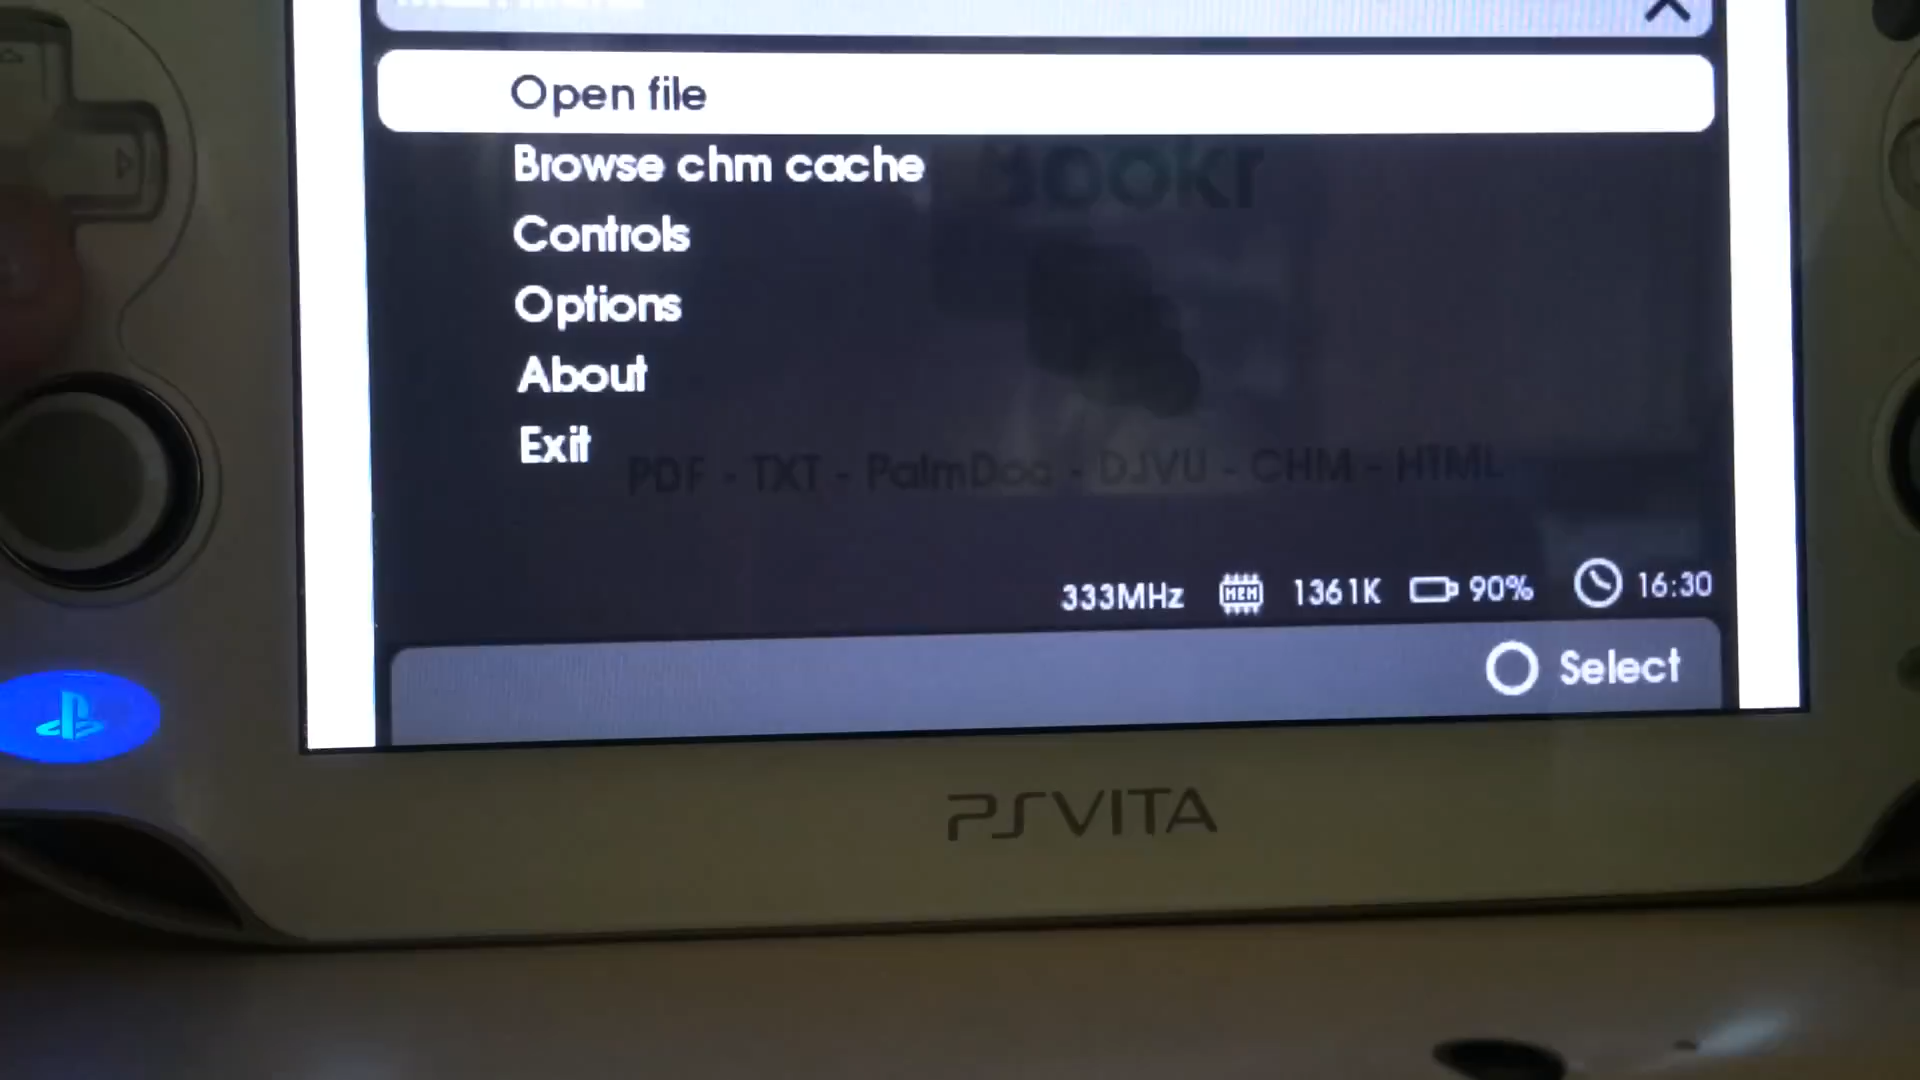 Open file
Browse chm cache
Bookr
Controls
Options
About
Exit
PDF - TXT - PalmDoc - DJVU - CHM - HTML
333MHz MEM 1361K 90% 16:30
Select
PSVITA